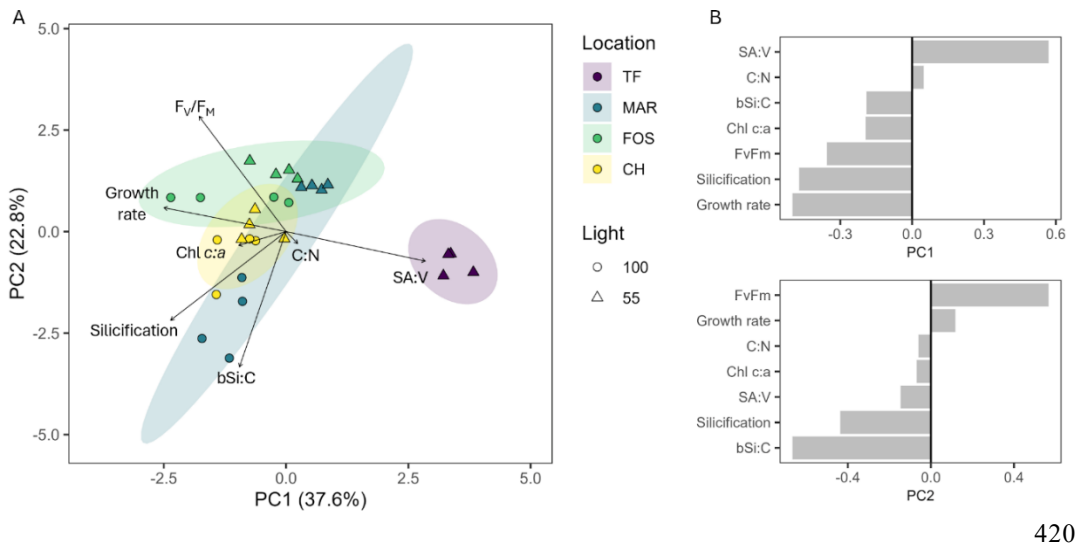 A
5.0
2.5
0.0
-2.5
-5.0
PC2 (22.8%)
-2.5
0.0
2.5
5.0
PC1 (37.6%)
FV/FM
Growth
rate
Chl c:a
C:N
SA:V
Silicification
bSi:C
Location
TF
MAR
FOS
CH
Light
100
55
B
SA:V
C:N
bSi:C
Chl c:a
FvFm
Silicification
Growth rate
-0.3
0.0
0.3
0.6
PC1
FvFm
Growth rate
C:N
Chl c:a
SA:V
Silicification
bSi:C
-0.4
0.0
0.4
PC2
420